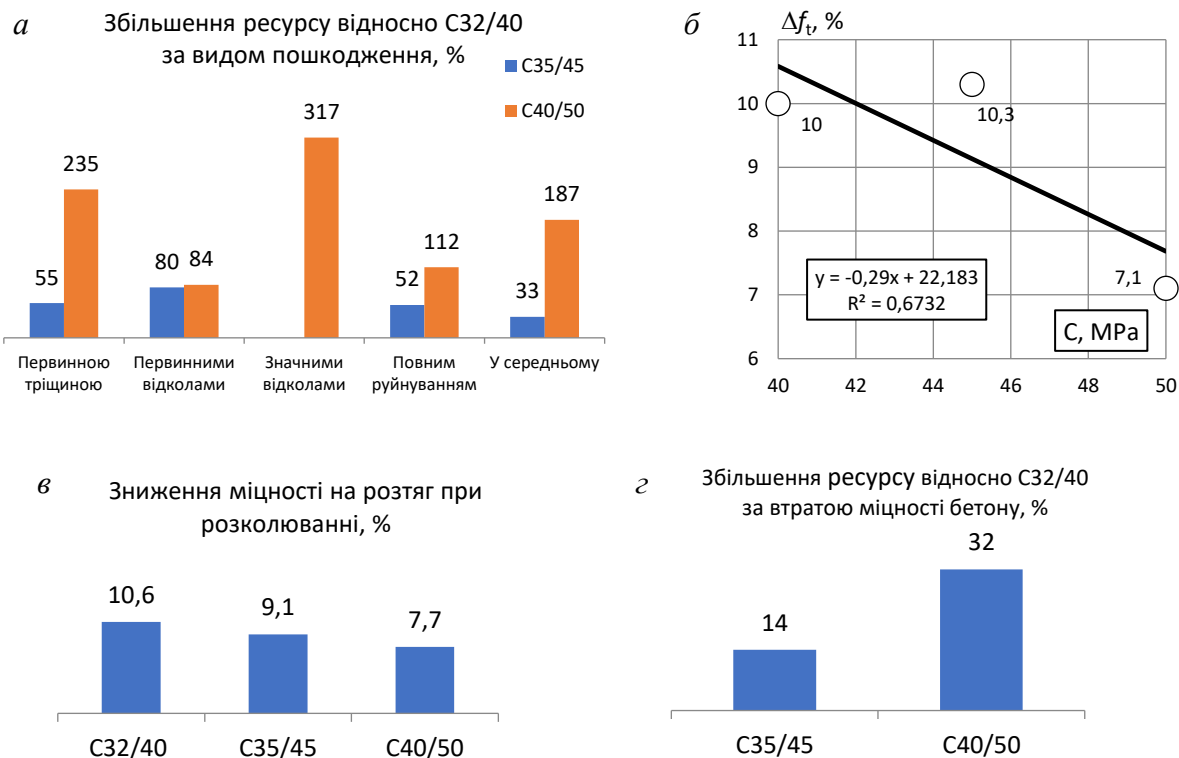 а
Збільшення ресурсу відносно С32/40
за видом пошкодження, %
С35/45
С40/50
55
235
80
84
317
52
112
33
187
Первинною
тріщиною
Первинними
відколами
Значними
відколами
Повним
руйнуванням
У середньому
б
Δft, %
11
10
9
8
7
6
10
10,3
7,1
y = -0,29x + 22,183
R² = 0,6732
C, MPa
40
42
44
46
48
50
в
Зниження міцності на розтяг при
розколюванні, %
10,6
9,1
7,7
С32/40
С35/45
С40/50
г
Збільшення ресурсу відносно С32/40
за втратою міцності бетону, %
14
32
С35/45
С40/50